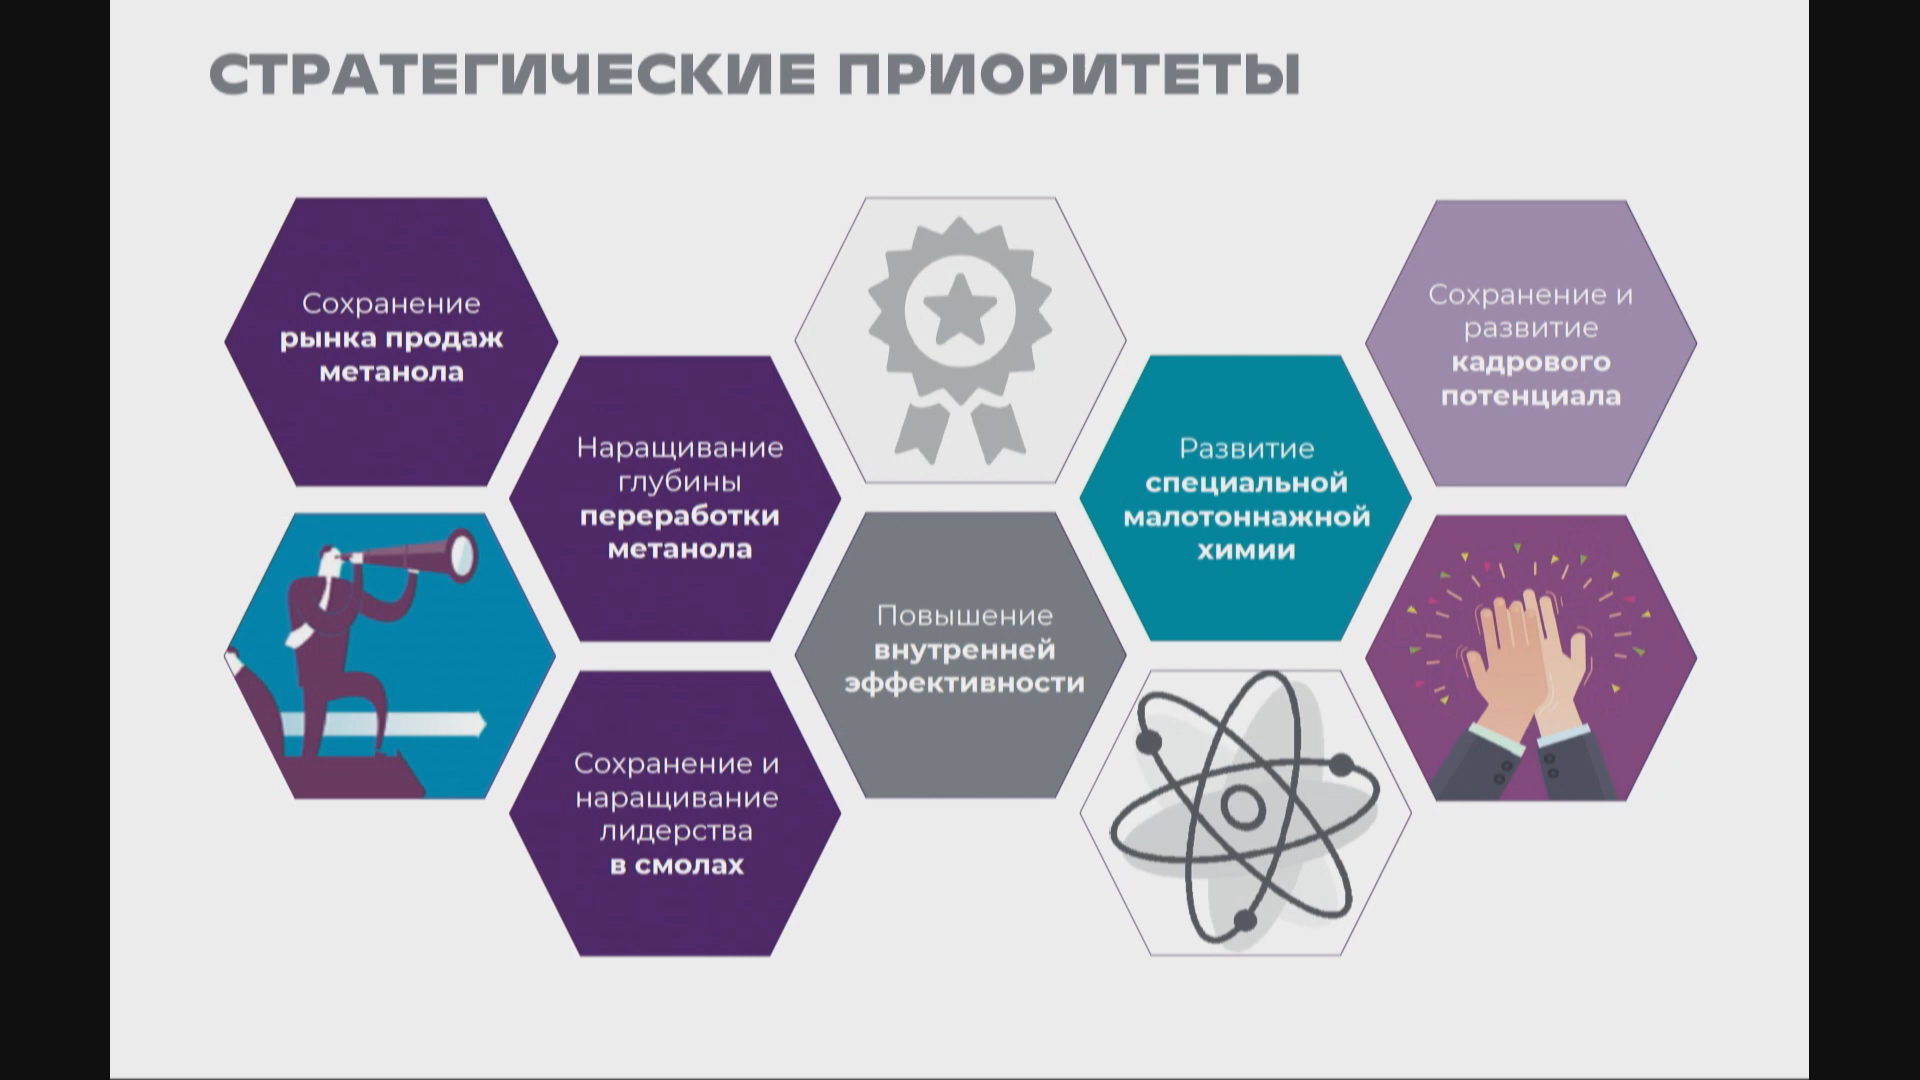 СТРАТЕГИЧЕСКИЕ ПРИОРИТЕТЫ
Сохранение
рынка продаж
метанола
Наращивание
глубины
переработки
метанола
Сохранение и
наращивание
лидерства
в смолах
Повышение
внутренней
эффективности
Развитие
специальной
малотоннажной
химии
Сохранение и
развитие
кадрового
потенциала